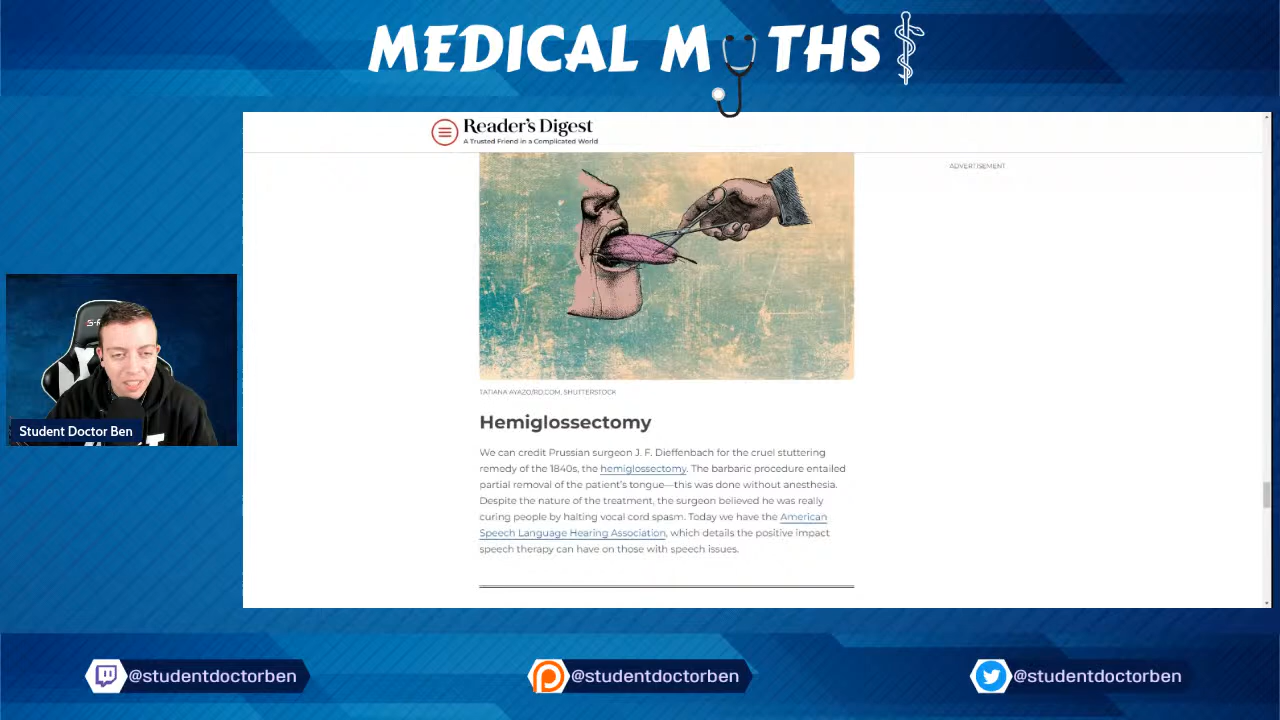 MEDICAL MYTHS
Reader's Digest
A Trusted Friend in a Complicated World
ADVERTISEMENT
TATIANA AYAZO/RD.COM, SHUTTERSTOCK
Hemiglossectomy
We can credit Prussian surgeon J. F. Dieffenbach for the cruel stuttering
remedy of the 1840s, the hemiglossectomy. The barbaric procedure entailed
partial removal of the patient's tongue—this was done without anesthesia.
Despite the nature of the treatment, the surgeon believed he was really
curing people by halting vocal cord spasm. Today we have the American
Speech Language Hearing Association, which details the positive impact
speech therapy can have on those with speech issues.
Student Doctor Ben
@studentdoctorben
@studentdoctorben
@studentdoctorben